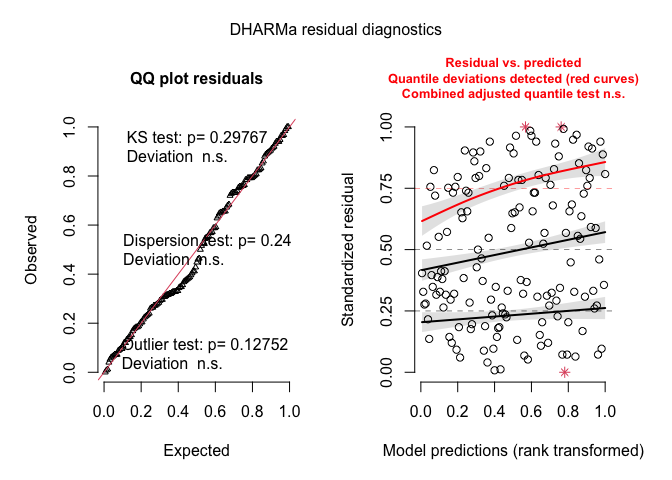 DHARMa residual diagnostics
QQ plot residuals
KS test: p= 0.29767
Deviation n.s.
Dispersion test: p= 0.24
Deviation n.s.
Outlier test: p= 0.12752
Deviation n.s.
Observed
0.0 0.2 0.4 0.6 0.8 1.0
0.0 0.2 0.4 0.6 0.8 1.0
Expected
Residual vs. predicted
Quantile deviations detected (red curves)
Combined adjusted quantile test n.s.
Standardized residual
0.00 0.25 0.50 0.75 1.00
0.0 0.2 0.4 0.6 0.8 1.0
Model predictions (rank transformed)